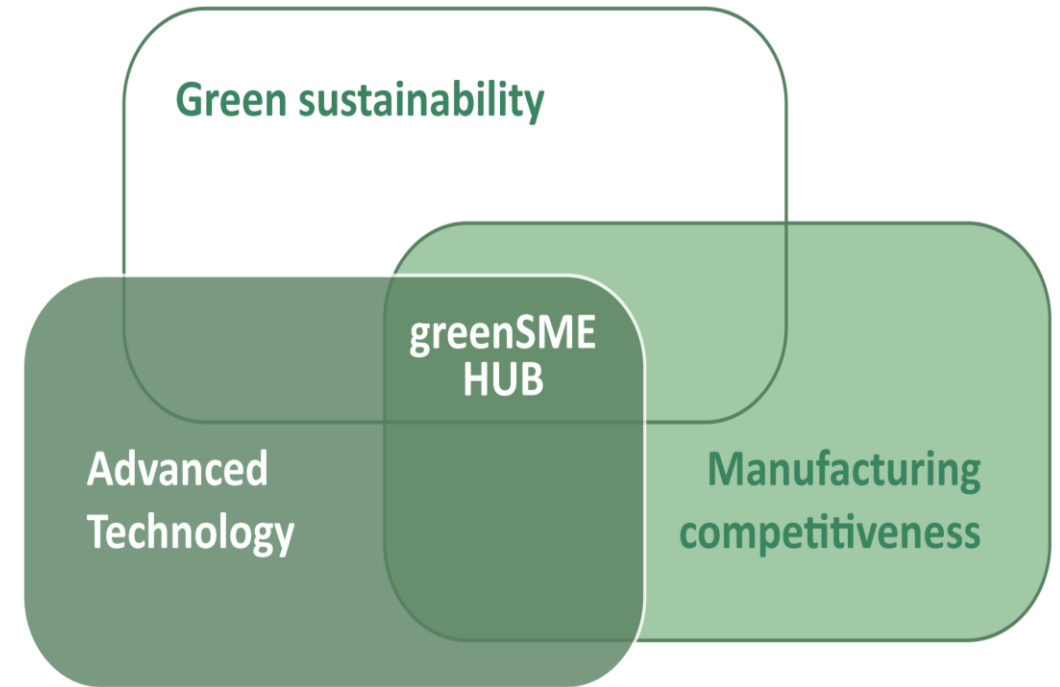 Green sustainability
greenSME
HUB
Advanced
Technology
Manufacturing
competitiveness